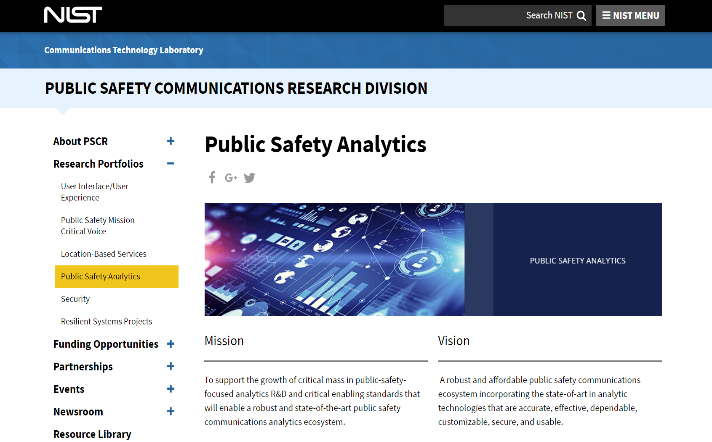 NIST
Search NIST
☰ NIST MENU
Communications Technology Laboratory
PUBLIC SAFETY COMMUNICATIONS RESEARCH DIVISION
About PSCR +
Research Portfolios −
User Interface/User
Experience
Public Safety Mission
Critical Voice
Location-Based Services
Public Safety Analytics
Security
Resilient Systems Projects
Funding Opportunities +
Partnerships +
Events +
Newsroom +
Resource Library
Public Safety Analytics
f G+
PUBLIC SAFETY ANALYTICS
Mission
To support the growth of critical mass in public-safety-
focused analytics R&D and critical enabling standards that
will enable a robust and state-of-the-art public safety
communications analytics ecosystem.
Vision
A robust and affordable public safety communications
ecosystem incorporating the state-of-art in analytic
technologies that are accurate, effective, dependable,
customizable, secure, and usable.